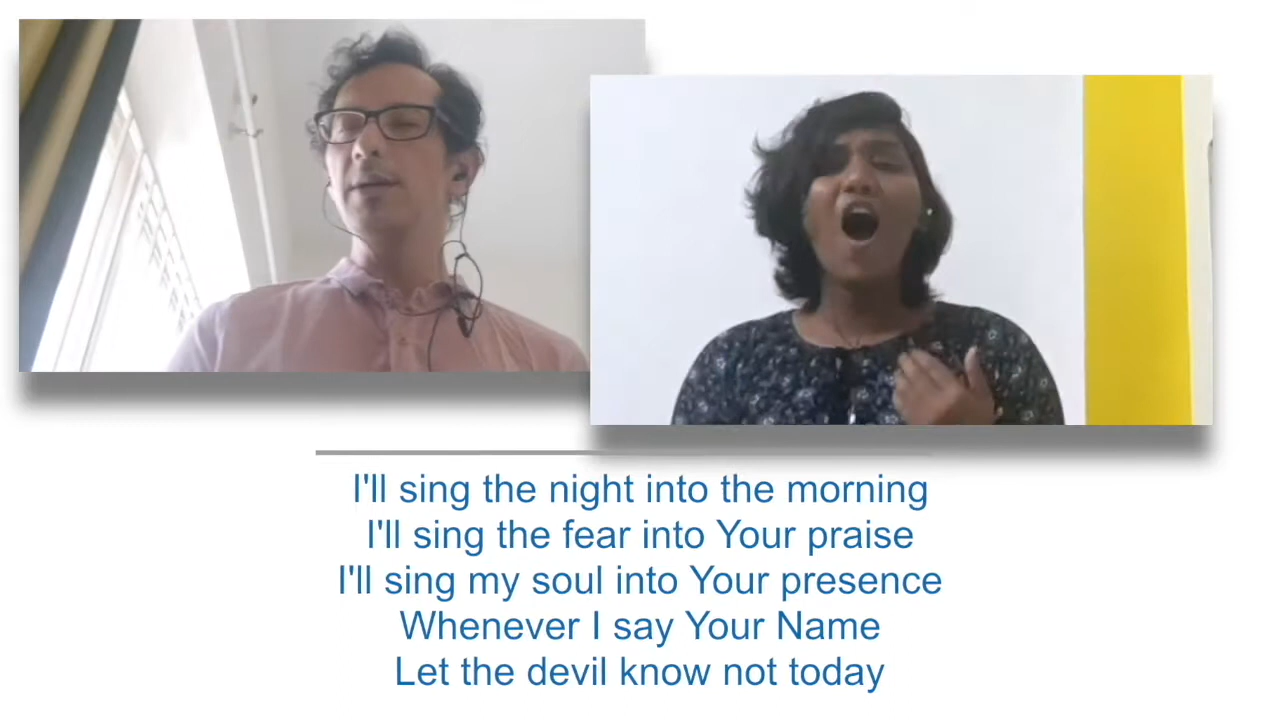 I'll sing the night into the morning
I'll sing the fear into Your praise
I'll sing my soul into Your presence
Whenever I say Your Name
Let the devil know not today